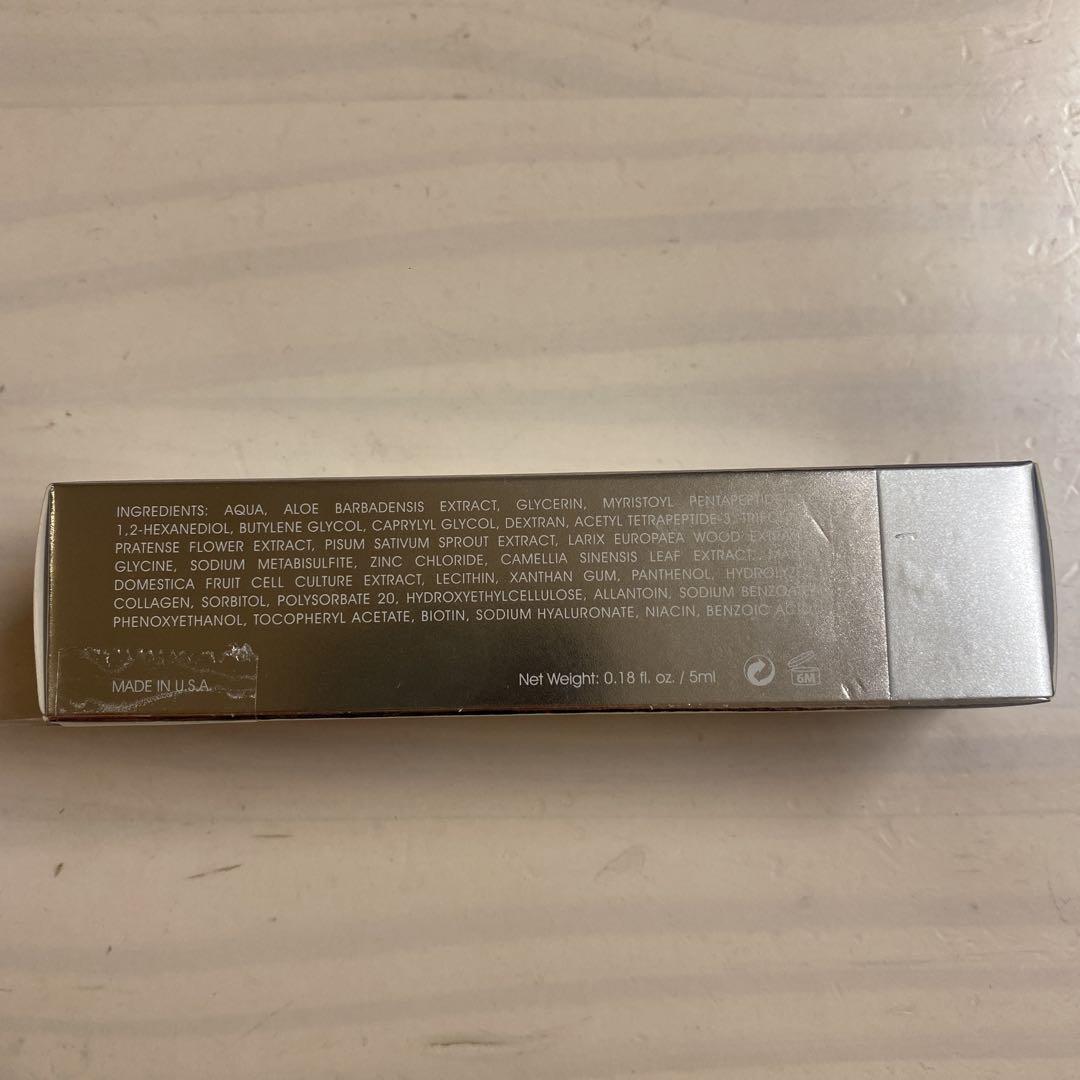 INGREDIENTS: AQUA, ALOE BARBADENSIS EXTRACT, GLYCERIN, MYRISTOYL
1,2-HEXANEDIOL, BUTYLENE GLYCOL, CAPRYLYL GLYCOL, DEXTRAN, ACETYL TETRAPEPTIDE-3,
PRATENSE FLOWER EXTRACT, PISUM SATIVUM SPROUT EXTRACT, LARIX EUROPAEA WOOD
GLYCINE, SODIUM METABISULFITE, ZINC CHLORIDE, CAMELLIA SINENSIS LEAF EXTRACT,
DOMESTICA FRUIT CELL CULTURE EXTRACT, LECITHIN, XANTHAN GUM, PANTHENOL,
COLLAGEN, SORBITOL, POLYSORBATE 20, HYDROXYETHYLCELLULOSE, ALLANTOIN, SODIUM
PHENOXYETHANOL, TOCOPHERYL ACETATE, BIOTIN, SODIUM HYALURONATE, NIACIN, BENZOIC
MADE IN U.S.A.
Net Weight: 0.18 fl. oz. / 5ml
6M